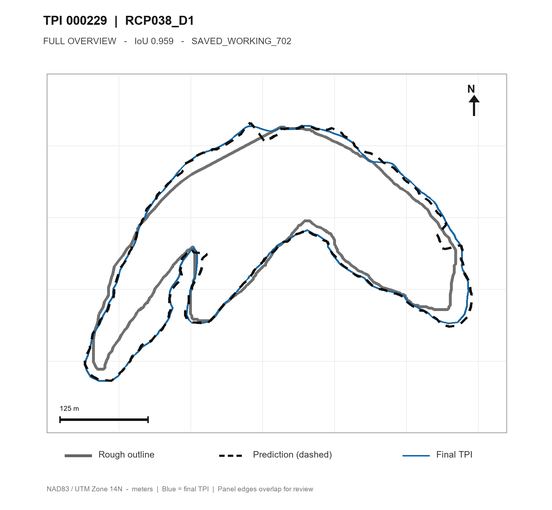 TPI 000229 | RCP038_D1
FULL OVERVIEW - IoU 0.959 - SAVED_WORKING_702
N
125 m
Rough outline Prediction (dashed) Final TPI
NAD83 / UTM Zone 14N - meters | Blue = final TPI | Panel edges overlap for review